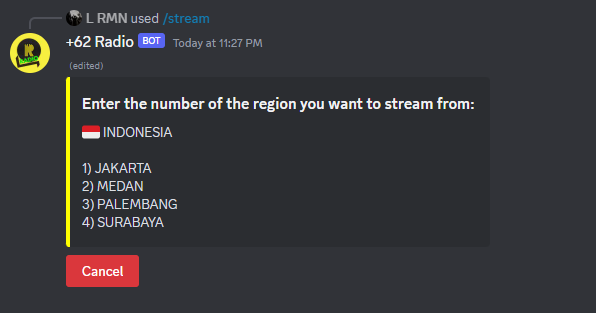 L RMN used /stream
+62 Radio BOT Today at 11:27 PM
(edited)
Enter the number of the region you want to stream from:
INDONESIA
1) JAKARTA
2) MEDAN
3) PALEMBANG
4) SURABAYA
Cancel